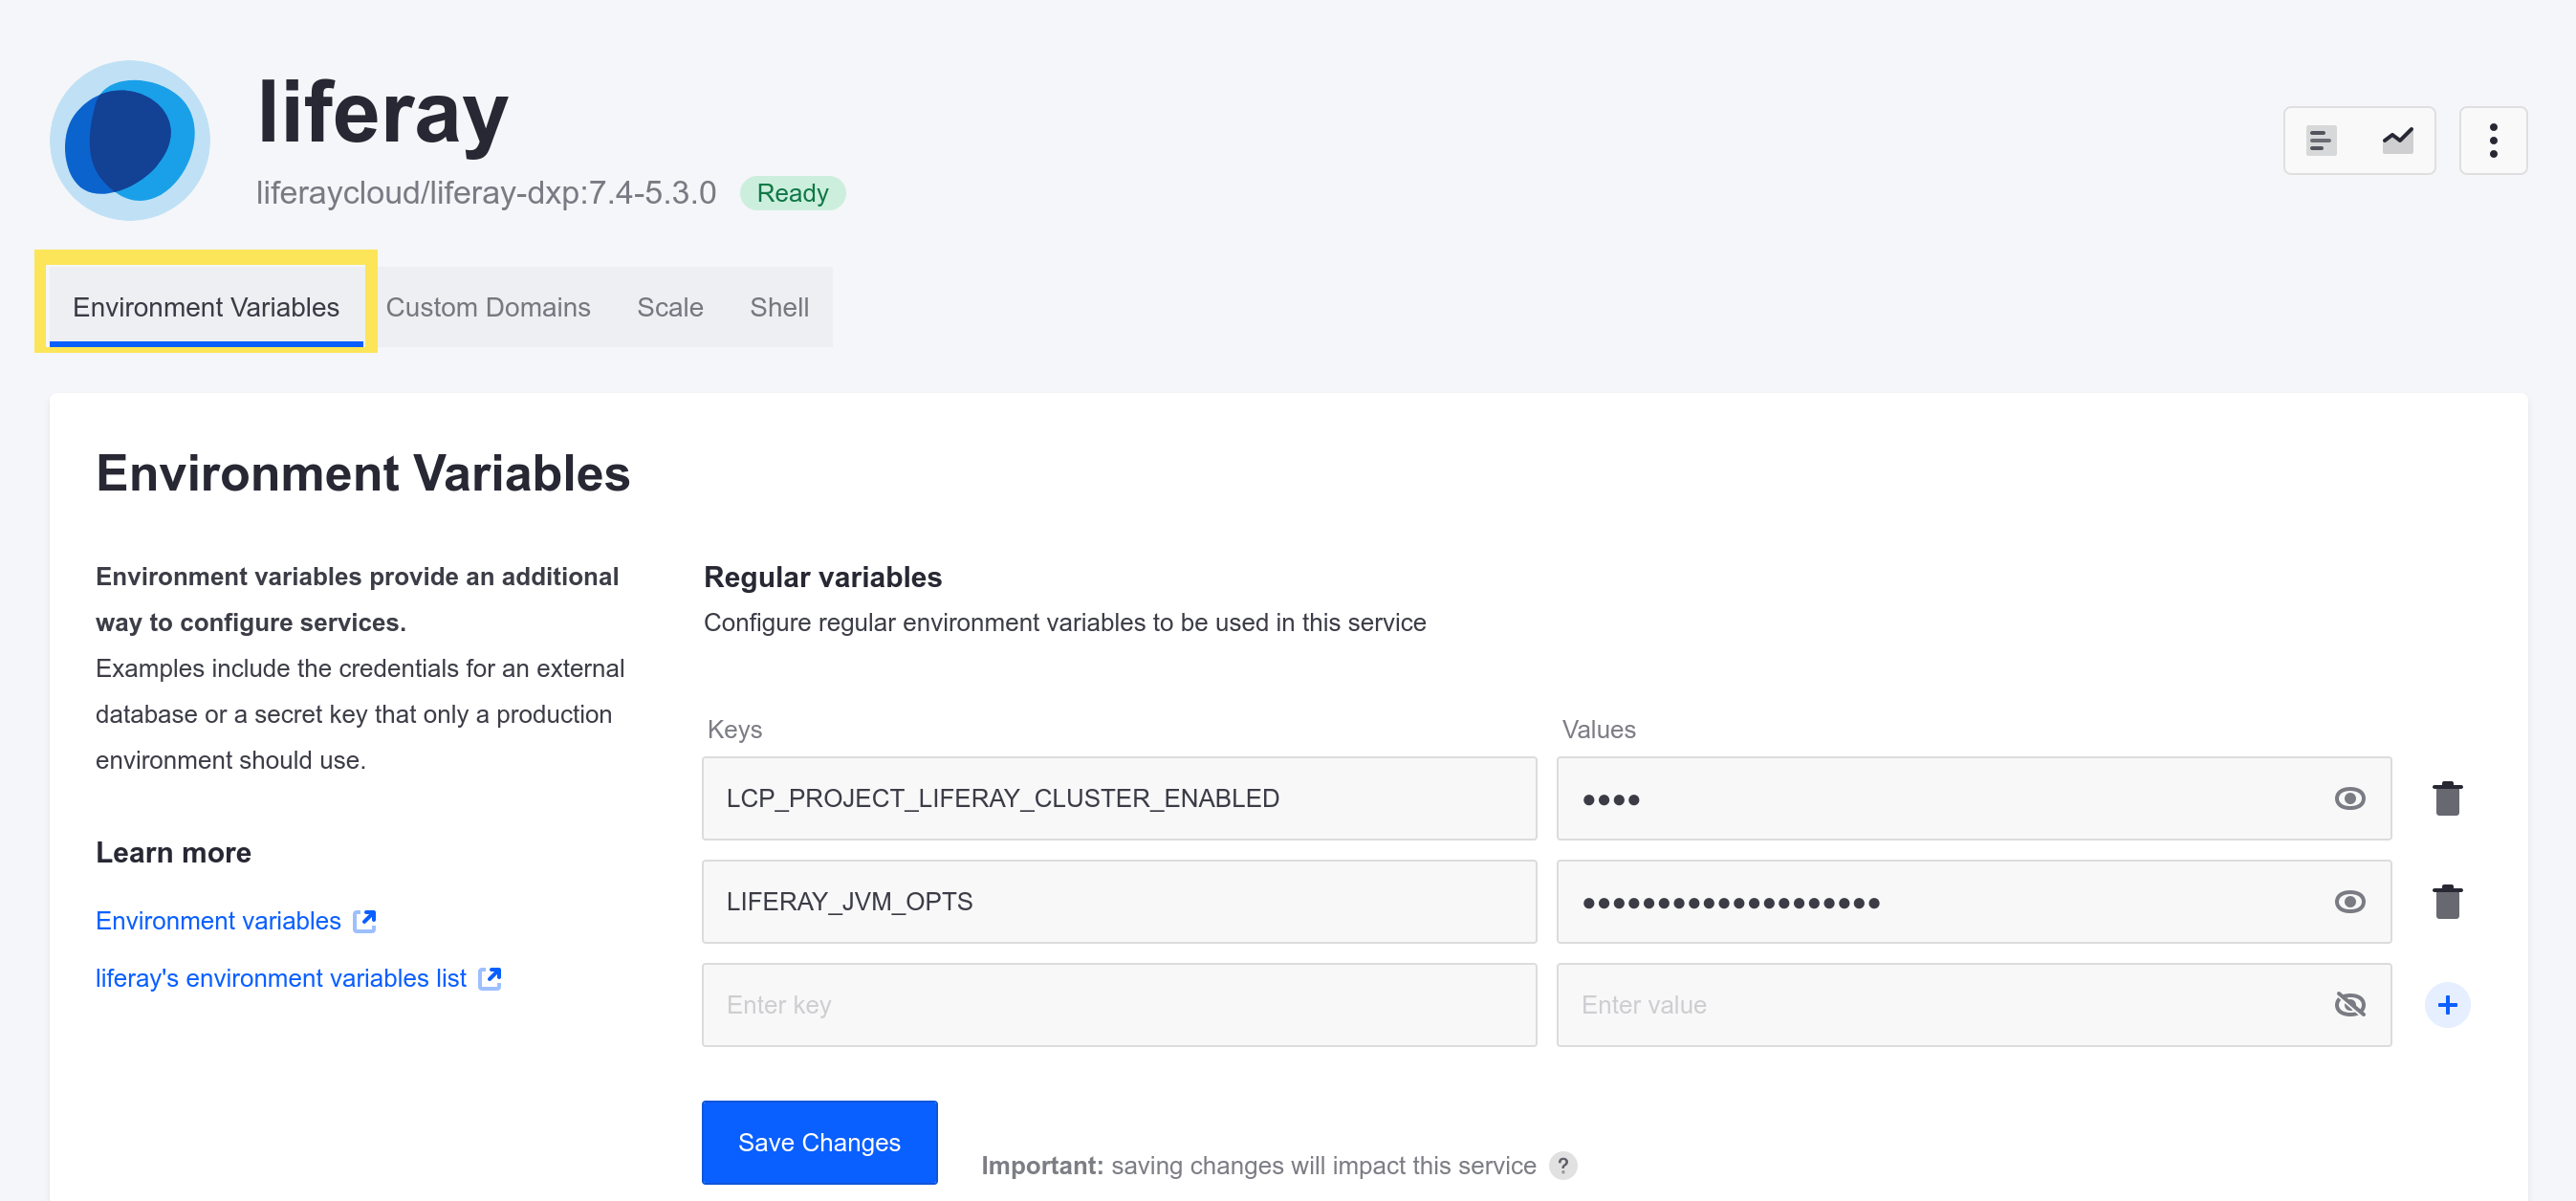 liferay
liferaycloud/liferay-dxp:7.4-5.3.0 Ready
Environment Variables Custom Domains Scale Shell
Environment Variables
Environment variables provide an additional
way to configure services.
Examples include the credentials for an external
database or a secret key that only a production
environment should use.
Learn more
Environment variables
liferay's environment variables list
Regular variables
Configure regular environment variables to be used in this service
Keys Values
LCP_PROJECT_LIFERAY_CLUSTER_ENABLED ••••
LIFERAY_JVM_OPTS ••••••••••••••••••••
Enter key Enter value
Save Changes
Important: saving changes will impact this service ?